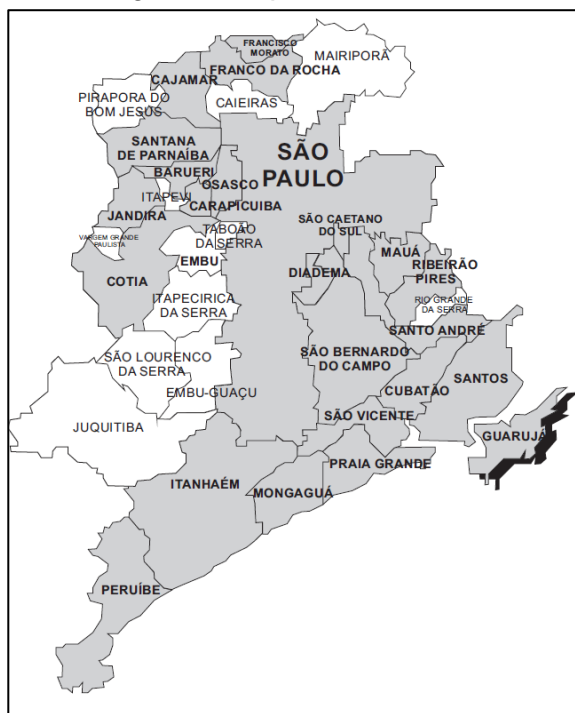 FRANCISCO
MORATO
MAIRIPORÃ
FRANCO DA ROCHA
CAJAMAR
PIRAPORA DO
BOM JESUS
CAIEIRAS
SANTANA
DE PARNAÍBA
SÃO
PAULO
BARUERI
OSASCO
ITAPEVI
CARAPICUIBA
JANDIRA
SÃO CAETANO
DO SUL
TABOÃO
DA SERRA
VARGEM GRANDE
PAULISTA
EMBU
MAUÁ
RIBEIRÃO
PIRES
DIADEMA
COTIA
ITAPECIRICA
DA SERRA
RIO GRANDE
DA SERRA
SANTO ANDRÉ
SÃO LOURENCO
DA SERRA
SÃO BERNARDO
DO CAMPO
SANTOS
EMBU-GUAÇU
CUBATÃO
SÃO VICENTE
JUQUITIBA
GUARUJÁ
PRAIA GRANDE
ITANHAÉM
MONGAGUÁ
PERUÍBE